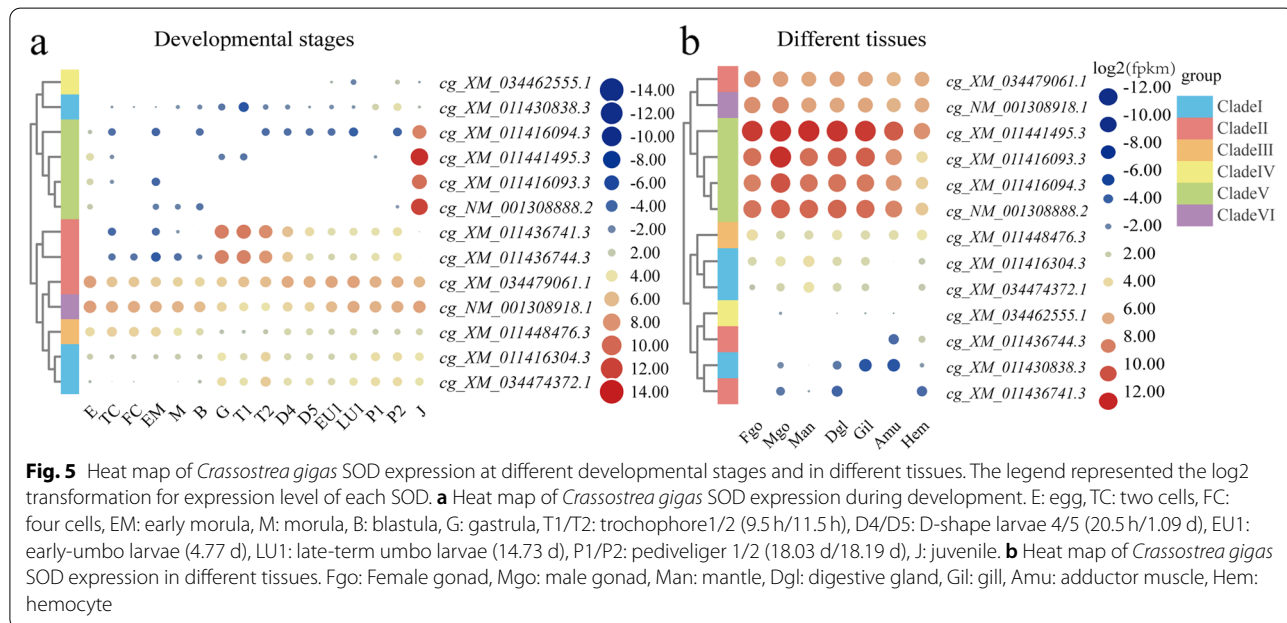 a Developmental stages
cg_XM_034462555.1
cg_XM_011430838.3
cg_XM_011416094.3
cg_XM_011441495.3
cg_XM_011416093.3
cg_NM_001308888.2
cg_XM_011436741.3
cg_XM_011436744.3
cg_XM_034479061.1
cg_NM_001308918.1
cg_XM_011448476.3
cg_XM_011416304.3
cg_XM_034474372.1
E TC FC EM M B G T1 T2 D4 D5 EU1 LU1 P1 P2 J
-14.00
-12.00
-10.00
-8.00
-6.00
-4.00
-2.00
2.00
4.00
6.00
8.00
10.00
12.00
14.00
b Different tissues
cg_XM_034479061.1
cg_NM_001308918.1
cg_XM_011441495.3
cg_XM_011416093.3
cg_XM_011416094.3
cg_NM_001308888.2
cg_XM_011448476.3
cg_XM_011416304.3
cg_XM_034474372.1
cg_XM_034462555.1
cg_XM_011436744.3
cg_XM_011430838.3
cg_XM_011436741.3
Fgo Mgo Man Dgl Gil Amu Hem
log2(fpkm)
-12.00
-10.00
-8.00
-6.00
-4.00
-2.00
2.00
4.00
6.00
8.00
10.00
12.00
group
CladeI
CladeII
CladeIII
CladeIV
CladeV
CladeVI
Fig. 5 Heat map of Crassostrea gigas SOD expression at different developmental stages and in different tissues. The legend represented the log2
transformation for expression level of each SOD. a Heat map of Crassostrea gigas SOD expression during development. E: egg, TC: two cells, FC:
four cells, EM: early morula, M: morula, B: blastula, G: gastrula, T1/T2: trochophore1/2 (9.5 h/11.5 h), D4/D5: D-shape larvae 4/5 (20.5 h/1.09 d), EU1:
early-umbo larvae (4.77 d), LU1: late-term umbo larvae (14.73 d), P1/P2: pediveliger 1/2 (18.03 d/18.19 d), J: juvenile. b Heat map of Crassostrea gigas
SOD expression in different tissues. Fgo: Female gonad, Mgo: male gonad, Man: mantle, Dgl: digestive gland, Gil: gill, Amu: adductor muscle, Hem:
hemocyte